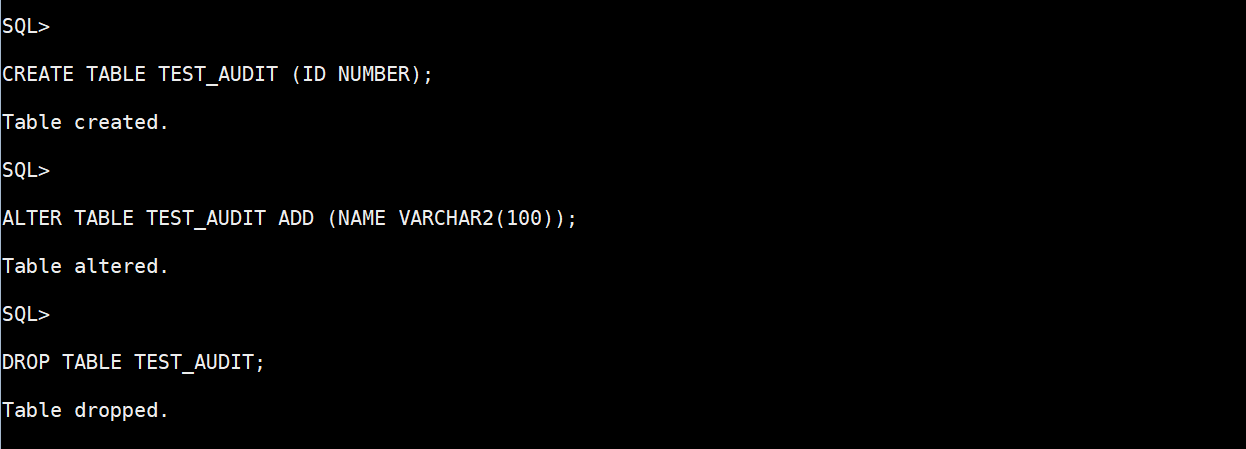 SQL>
CREATE TABLE TEST_AUDIT (ID NUMBER);
Table created.
SQL>
ALTER TABLE TEST_AUDIT ADD (NAME VARCHAR2(100));
Table altered.
SQL>
DROP TABLE TEST_AUDIT;
Table dropped.